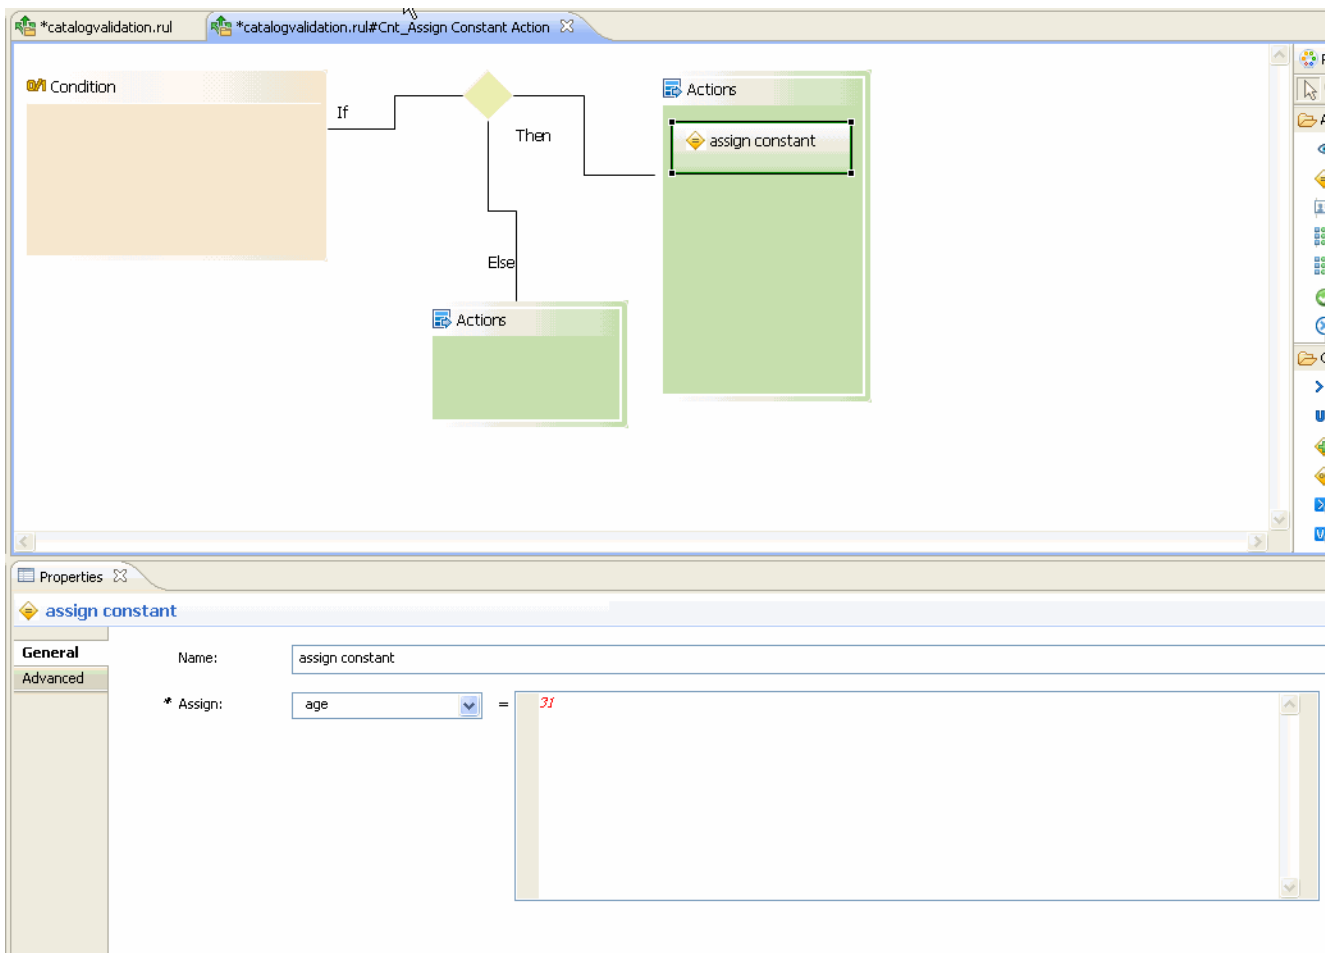 *catalogvalidation.rul
*catalogvalidation.rul#Cnt_Assign Constant Action
Condition
If
Then
Else
Actions
assign constant
Actions
Properties
assign constant
General
Advanced
Name:
assign constant
* Assign:
age
=
31